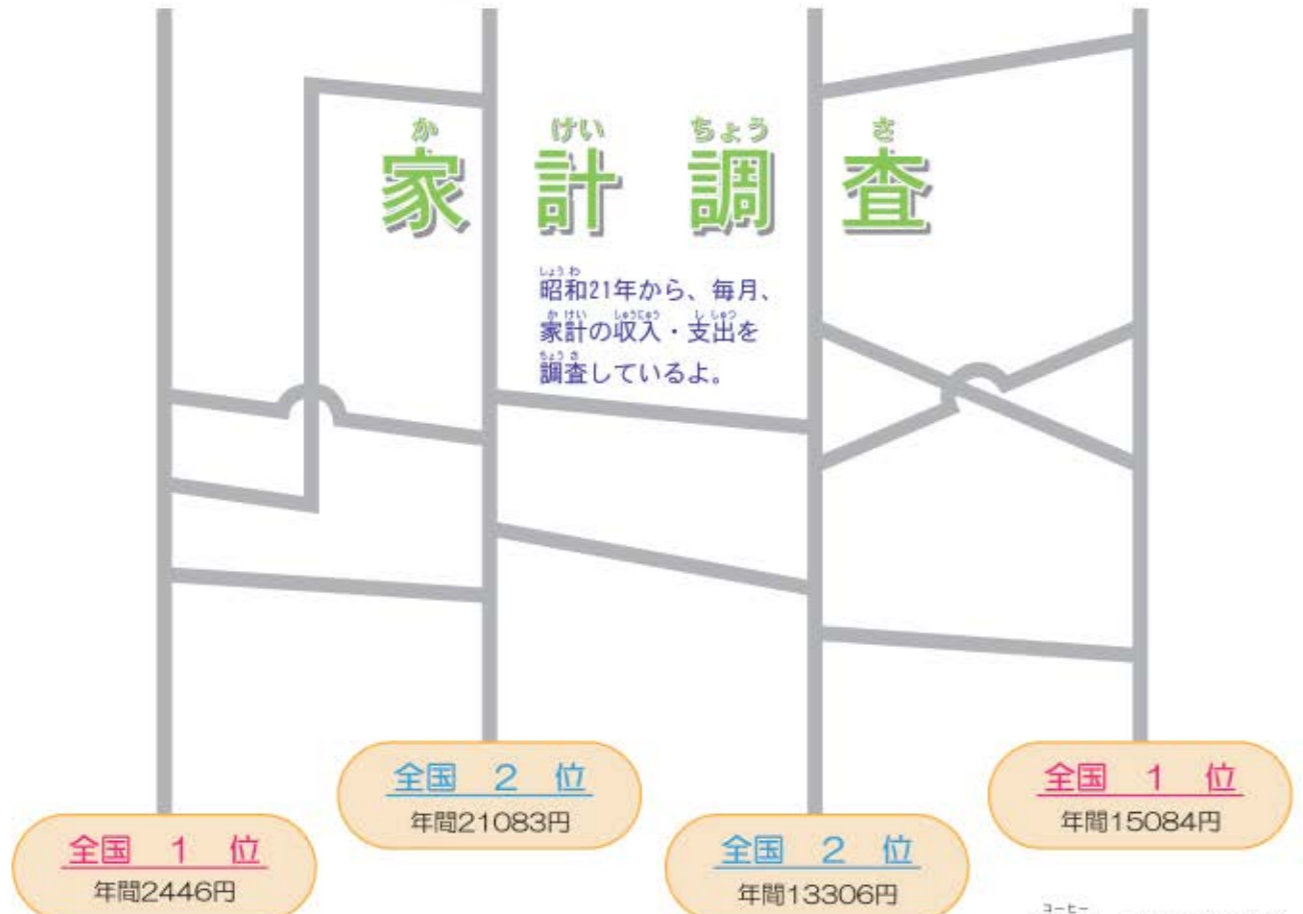 か けい ちょう さ
家計調査
しょうわ
昭和21年から、毎月、
かけい しゅうにゅう ししゅつ
家計の収入・支出を
ちょうさ
調査しているよ。
全国 2 位
年間21083円
全国 1 位
年間15084円
全国 1 位
年間2446円
全国 2 位
年間13306円
コーヒー